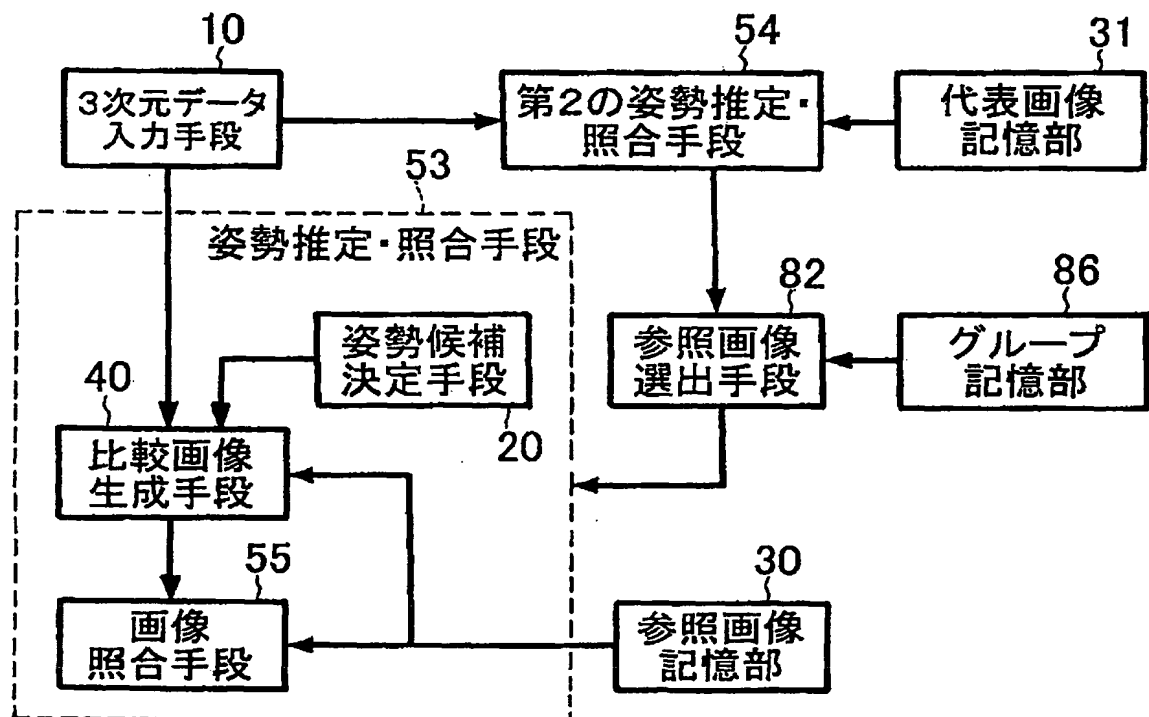 10
3次元データ
入力手段
54
第2の姿勢推定・
照合手段
31
代表画像
記憶部
53
姿勢推定・照合手段
姿勢候補
決定手段
20
82
参照画像
選出手段
86
グループ
記憶部
40
比較画像
生成手段
55
画像
照合手段
30
参照画像
記憶部